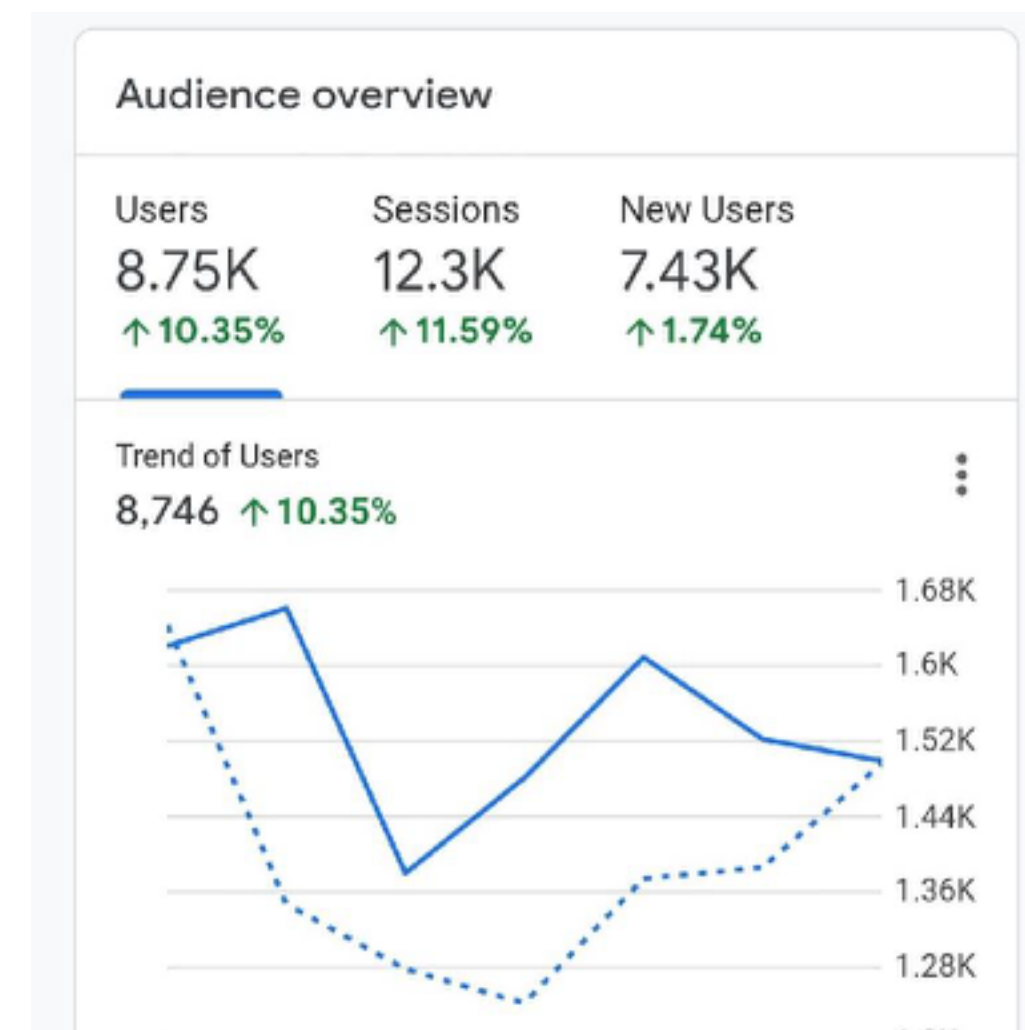 Audience overview
Users Sessions New Users
8.75K 12.3K 7.43K
↑10.35% ↑11.59% ↑1.74%
Trend of Users
8,746 ↑10.35%
1.68K
1.6K
1.52K
1.44K
1.36K
1.28K